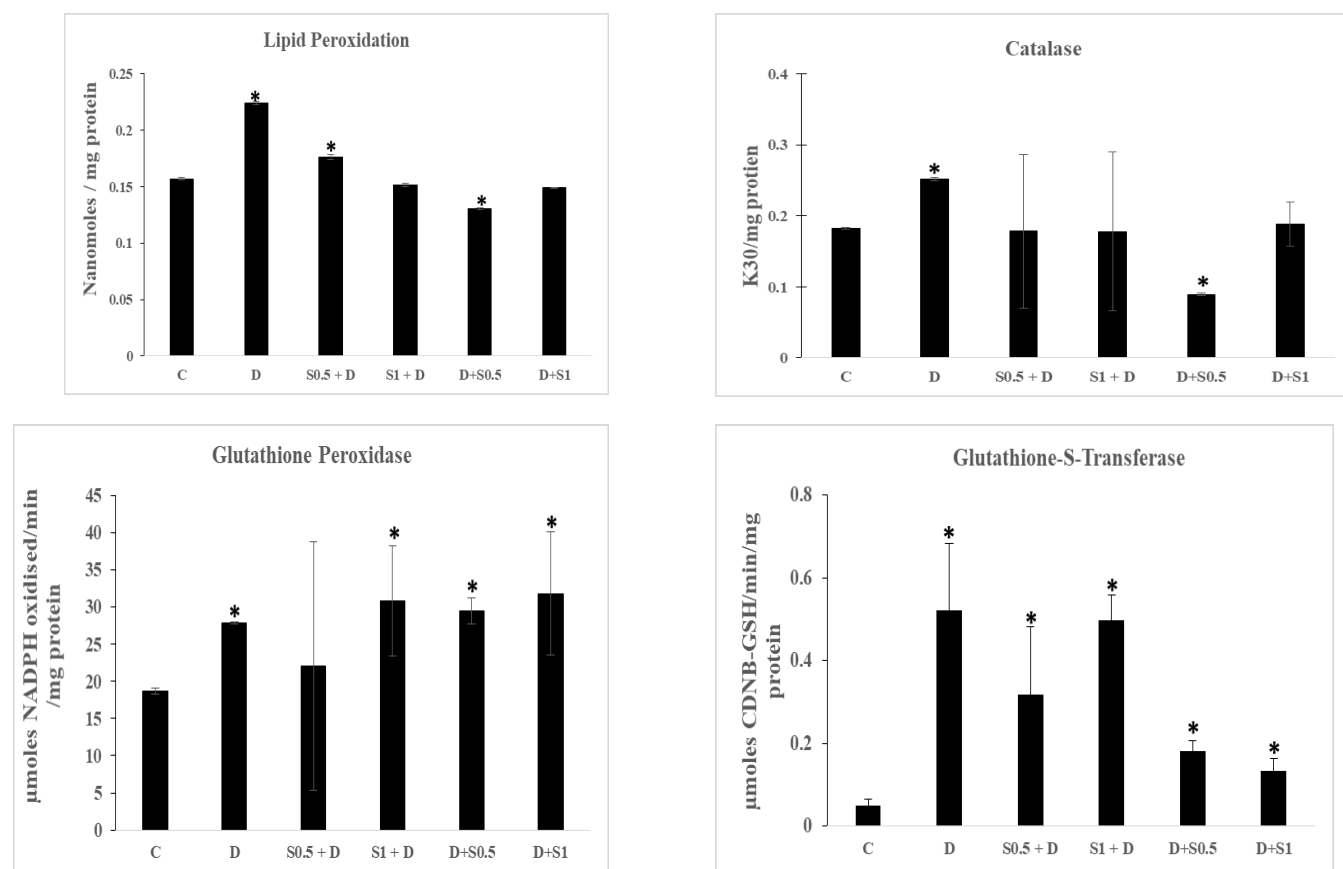 Lipid Peroxidation
Nanomoles / mg protein
0.25
0.2
0.15
0.1
0.05
0
*
*
*
C D S0.5 + D S1 + D D+S0.5 D+S1
Catalase
K30/mg protien
0.4
0.3
0.2
0.1
0
*
*
C D S0.5 + D S1 + D D+S0.5 D+S1
Glutathione Peroxidase
µmoles NADPH oxidised/min
/mg protein
45
40
35
30
25
20
15
10
5
0
*
*
*
*
C D S0.5 + D S1 + D D+S0.5 D+S1
Glutathione-S-Transferase
µmoles CDNB-GSH/min/mg
protein
0.8
0.6
0.4
0.2
0
*
*
*
*
*
C D S0.5 + D S1 + D D+S0.5 D+S1